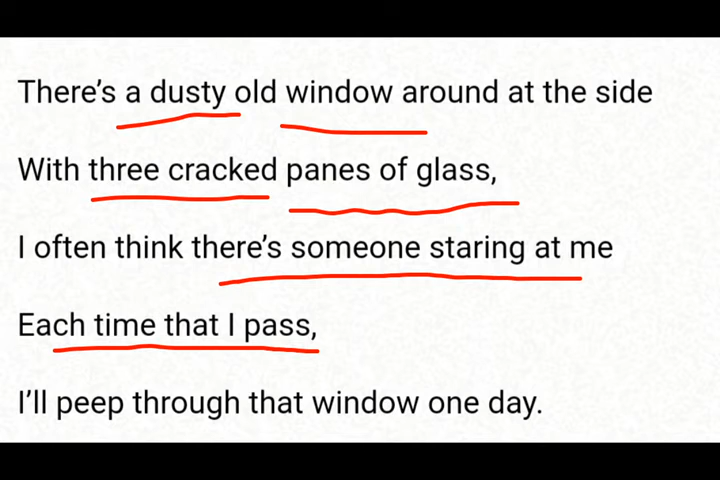 There's a dusty old window around at the side
With three cracked panes of glass,
I often think there's someone staring at me
Each time that I pass,
I'll peep through that window one day.